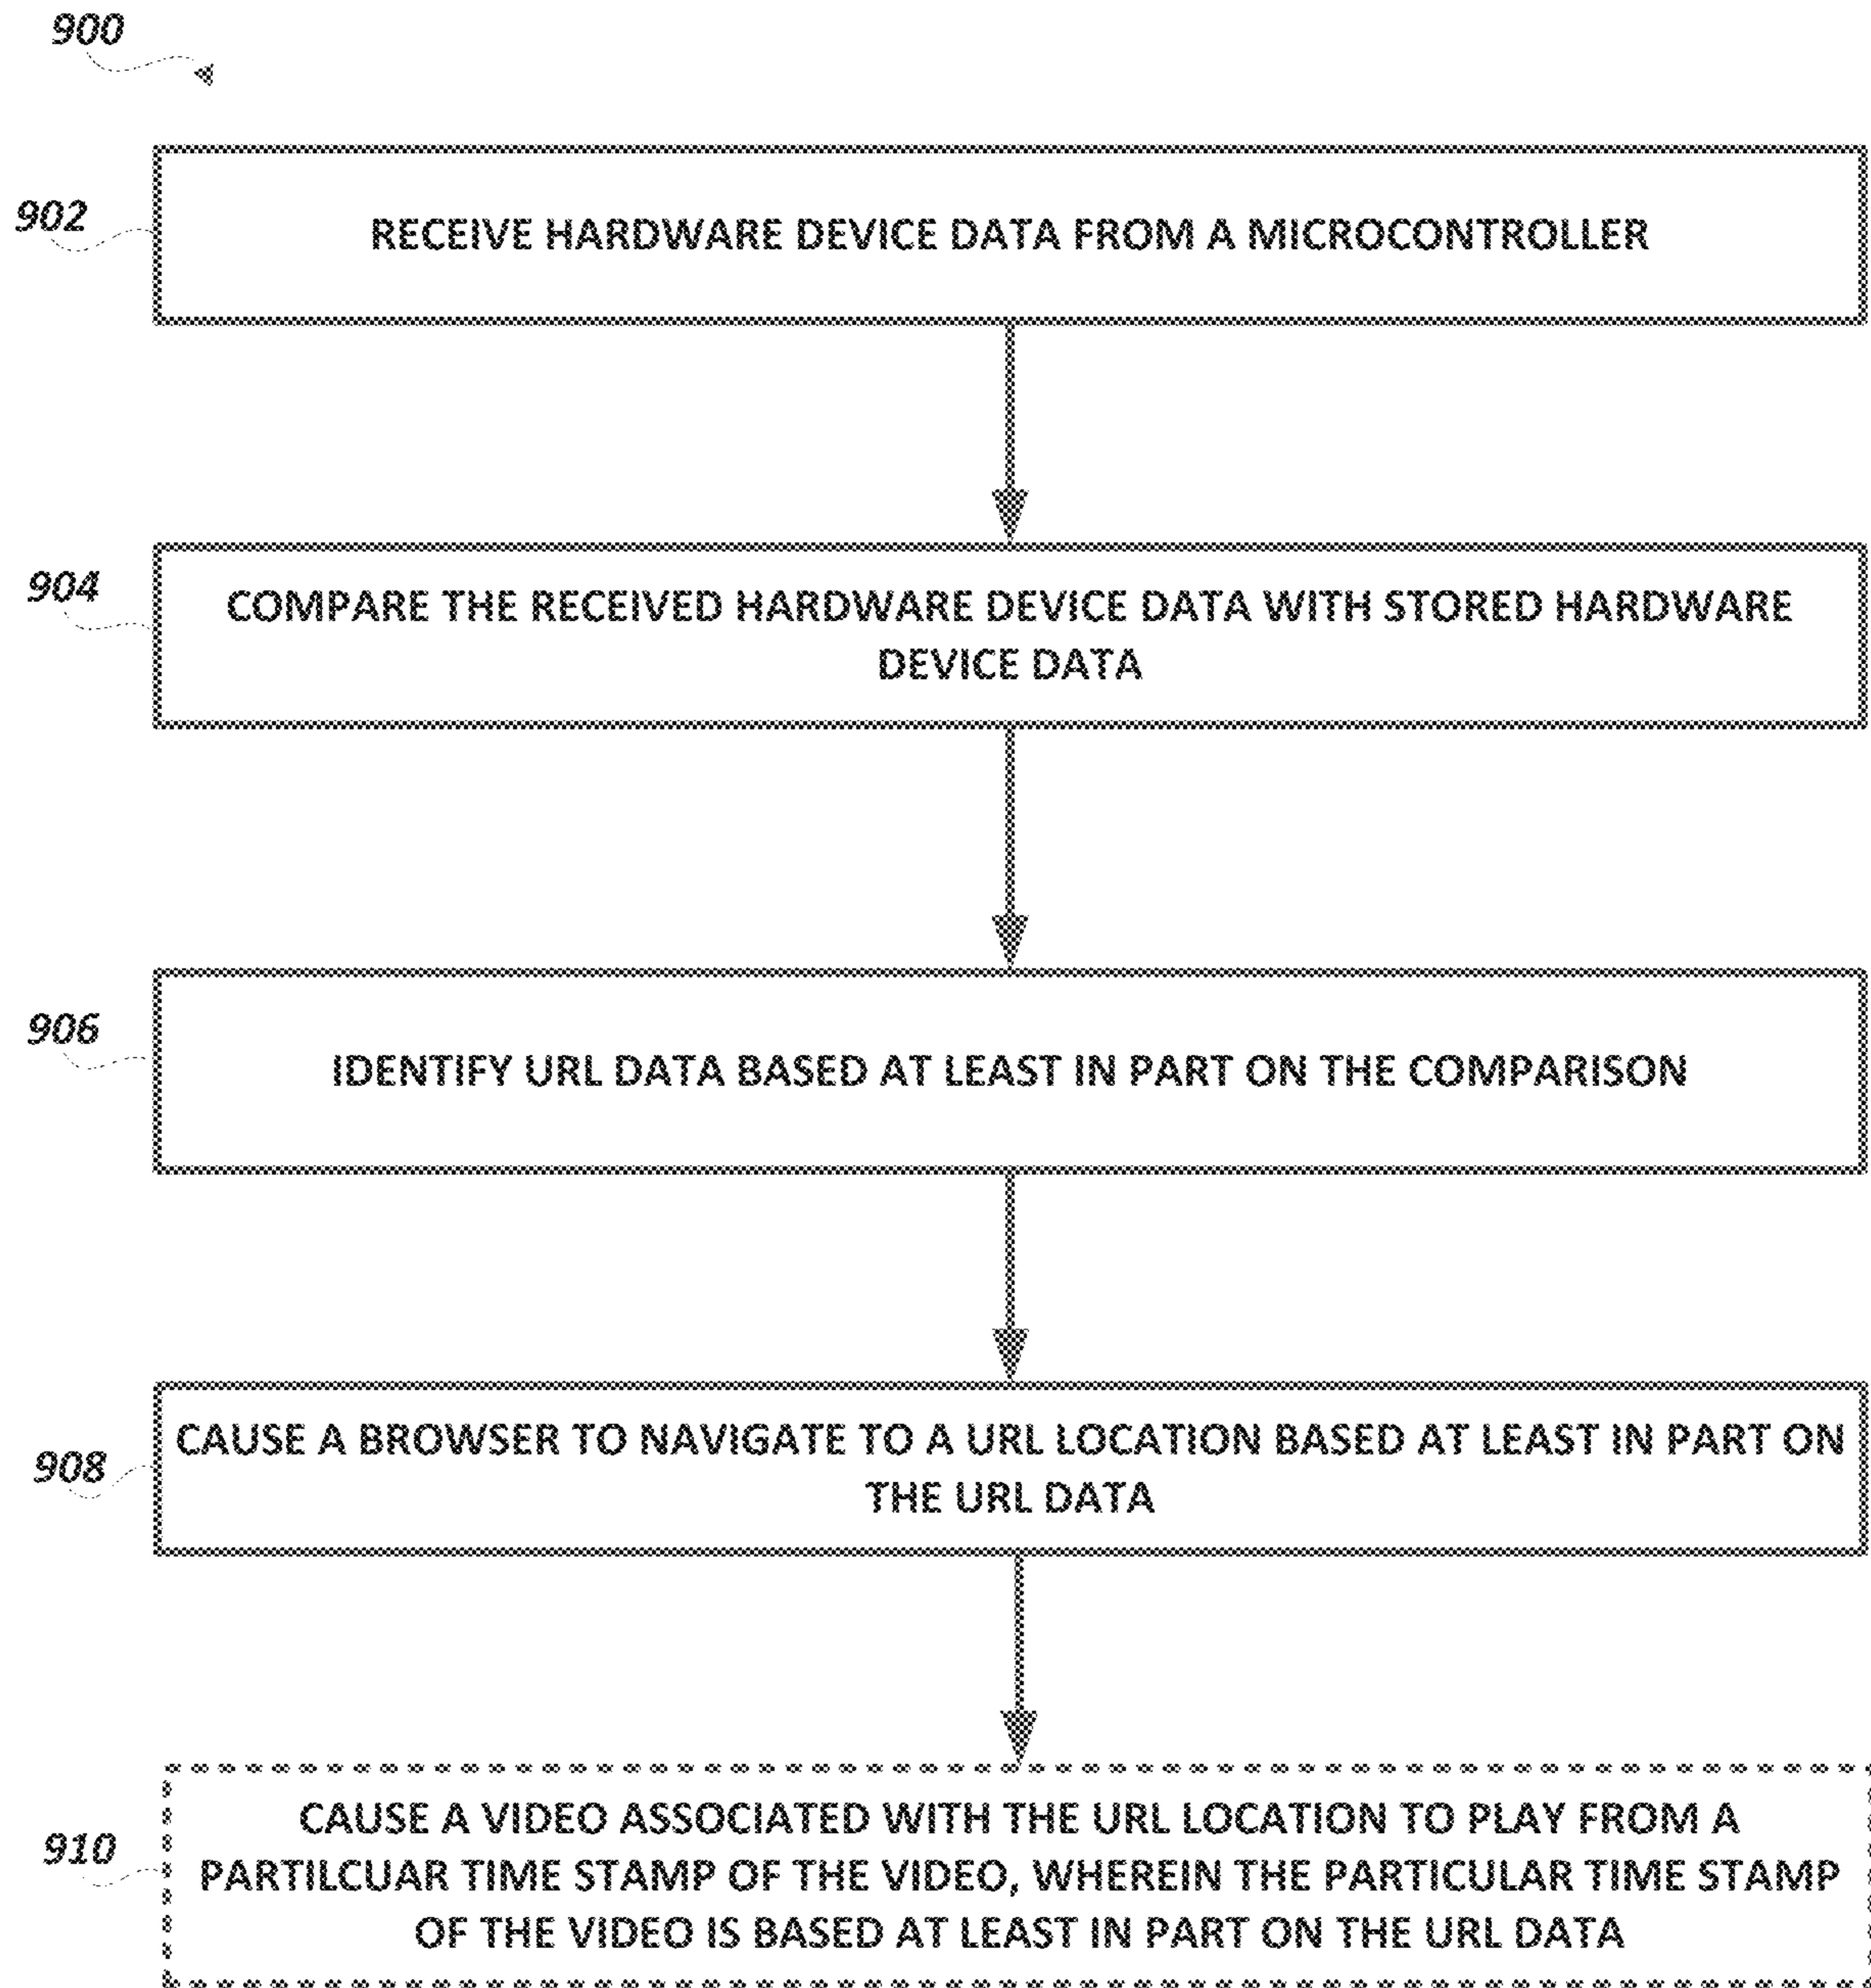 900
902
RECEIVE HARDWARE DEVICE DATA FROM A MICROCONTROLLER
904
COMPARE THE RECEIVED HARDWARE DEVICE DATA WITH STORED HARDWARE
DEVICE DATA
906
IDENTIFY URL DATA BASED AT LEAST IN PART ON THE COMPARISON
908
CAUSE A BROWSER TO NAVIGATE TO A URL LOCATION BASED AT LEAST IN PART ON
THE URL DATA
910
CAUSE A VIDEO ASSOCIATED WITH THE URL LOCATION TO PLAY FROM A
PARTILCUAR TIME STAMP OF THE VIDEO, WHEREIN THE PARTICULAR TIME STAMP
OF THE VIDEO IS BASED AT LEAST IN PART ON THE URL DATA